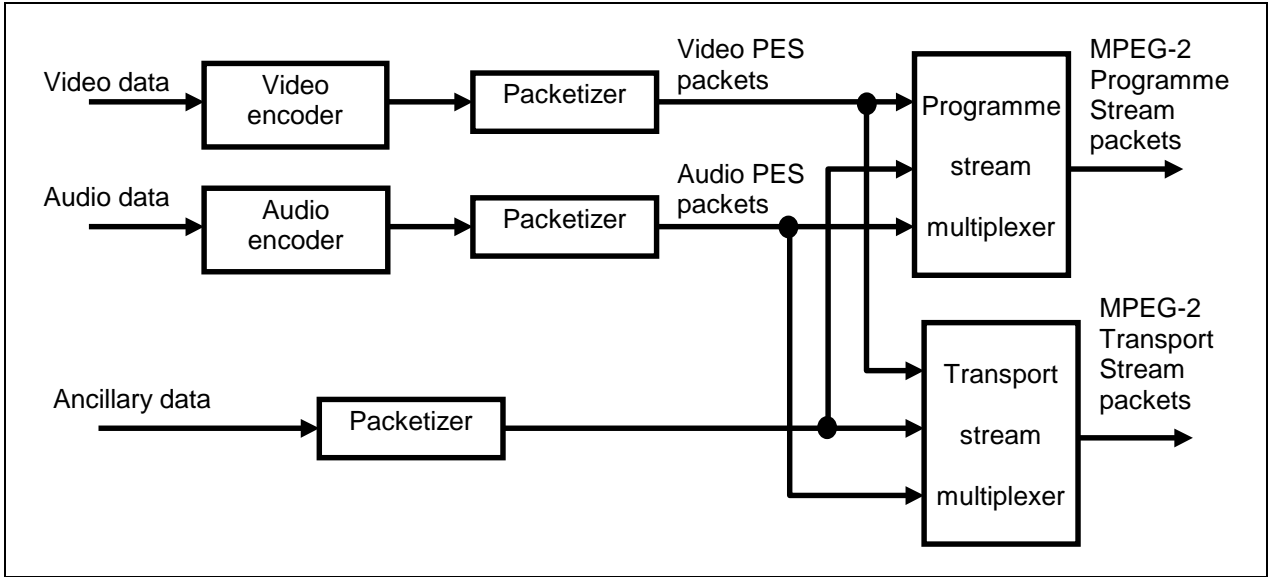 Video data
Video
encoder
Packetizer
Video PES
packets
Programme
stream
multiplexer
MPEG-2
Programme
Stream
packets
Audio data
Audio
encoder
Packetizer
Audio PES
packets
Ancillary data
Packetizer
Transport
stream
multiplexer
MPEG-2
Transport
Stream
packets